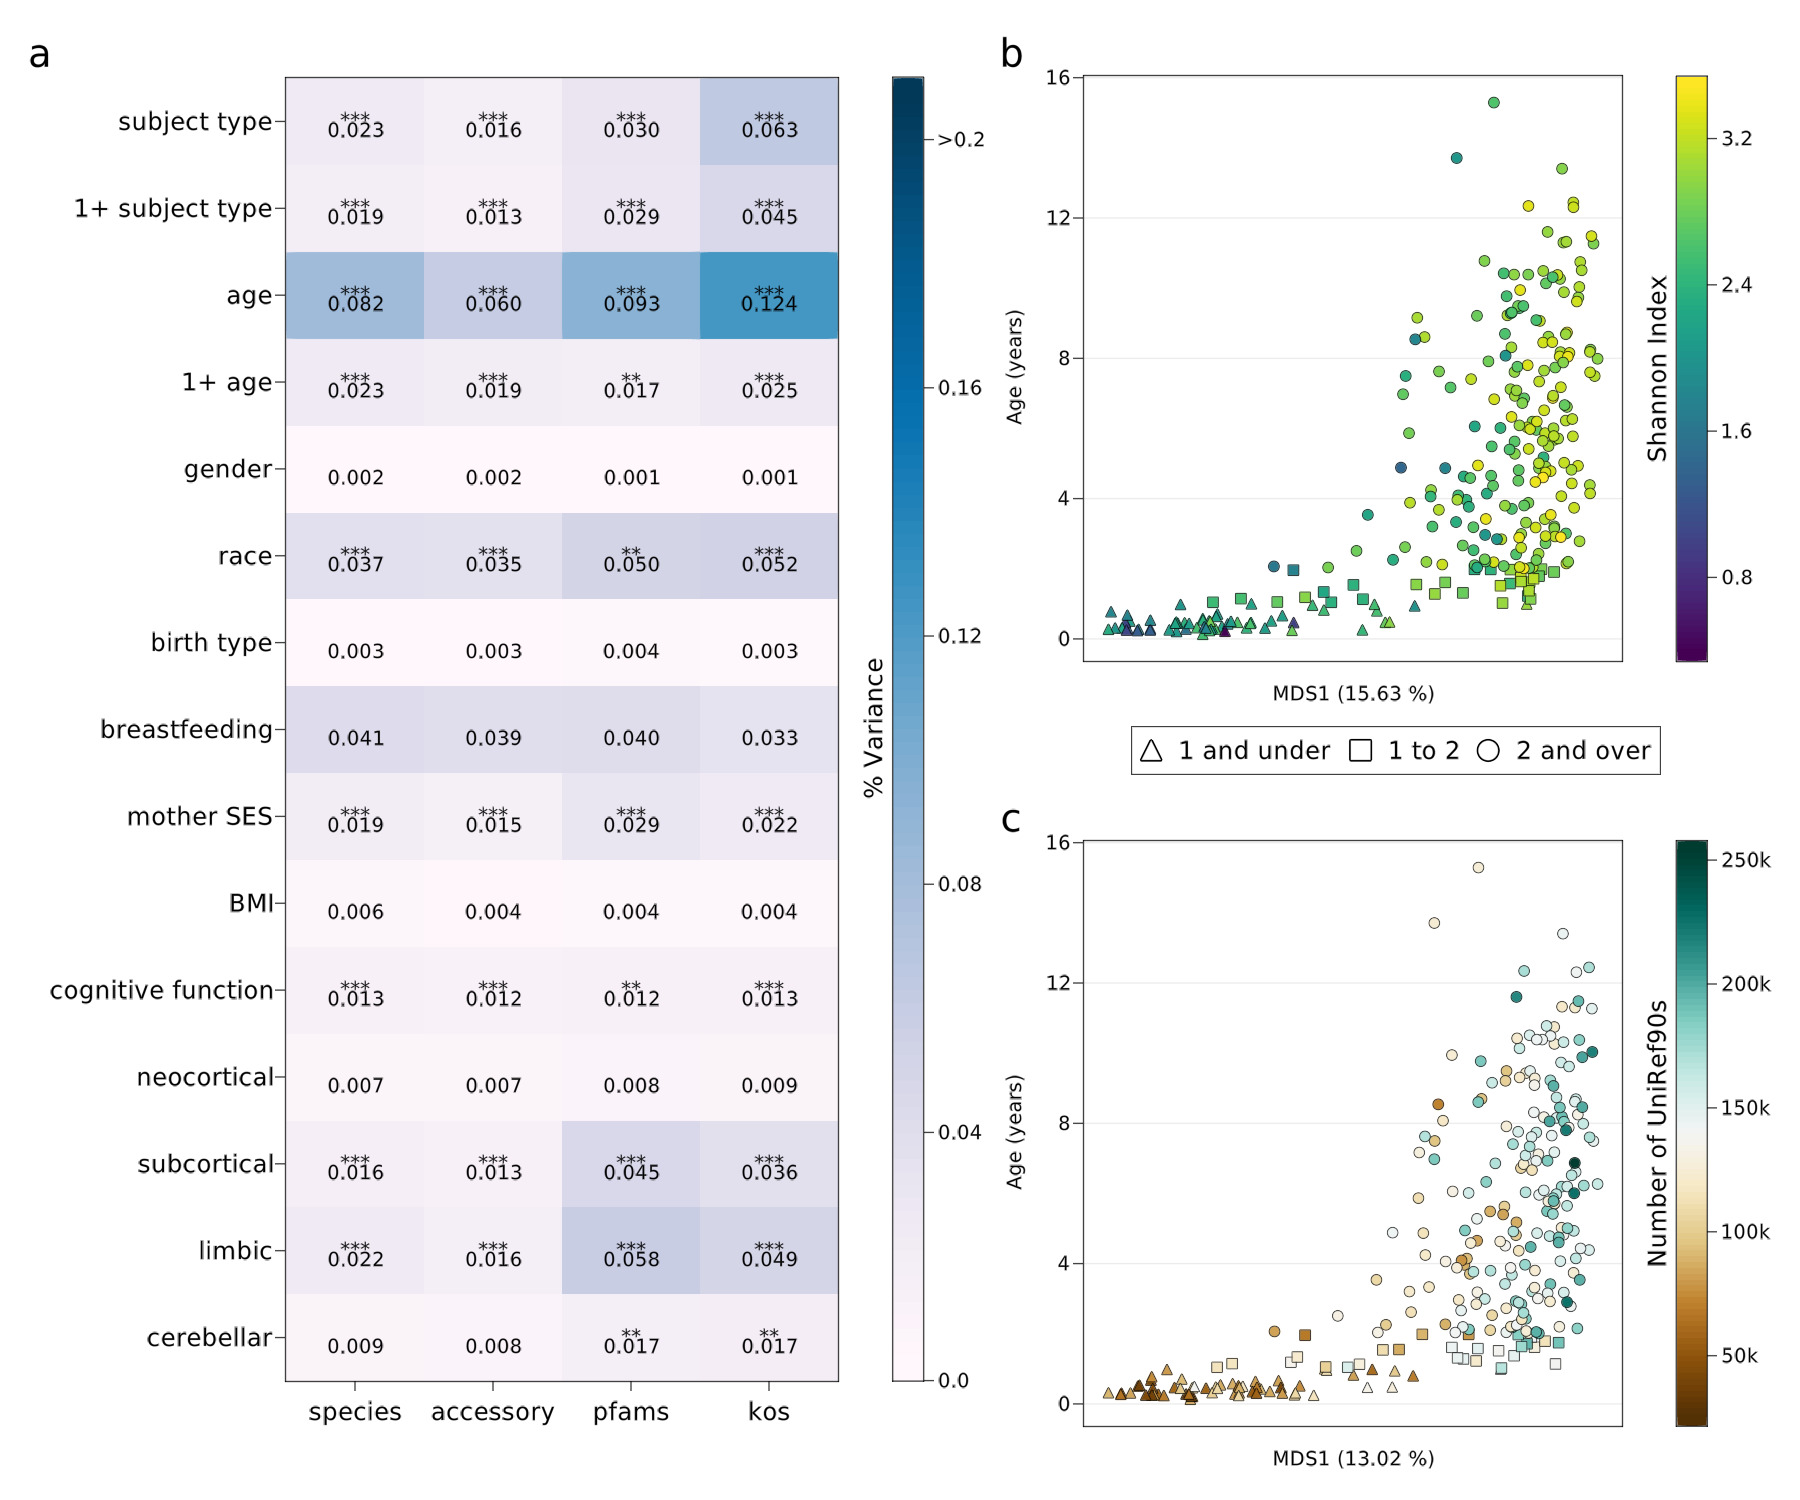 a
subject type
*** *** *** ***
0.023 0.016 0.030 0.063
1+ subject type
*** *** *** ***
0.019 0.013 0.029 0.045
age
*** *** *** ***
0.082 0.060 0.093 0.124
1+ age
*** *** ** ***
0.023 0.019 0.017 0.025
gender
0.002 0.002 0.001 0.001
race
*** *** ** ***
0.037 0.035 0.050 0.052
birth type
0.003 0.003 0.004 0.003
breastfeeding
0.041 0.039 0.040 0.033
mother SES
*** *** *** ***
0.019 0.015 0.029 0.022
BMI
0.006 0.004 0.004 0.004
cognitive function
*** *** ** ***
0.013 0.012 0.012 0.013
neocortical
0.007 0.007 0.008 0.009
subcortical
*** *** *** ***
0.016 0.013 0.045 0.036
limbic
*** *** *** ***
0.022 0.016 0.058 0.049
cerebellar
** **
0.009 0.008 0.017 0.017
species accessory pfams kos
% Variance
>0.2
0.16
0.12
0.08
0.04
0.0
b
Age (years)
16
12
8
4
0
MDS1 (15.63 %)
Shannon Index
3.2
2.4
1.6
0.8
1 and under 1 to 2 2 and over
c
Age (years)
16
12
8
4
0
MDS1 (13.02 %)
Number of UniRef90s
250k
200k
150k
100k
50k